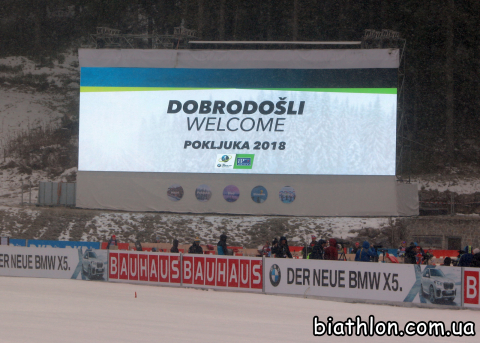 DOBRODOŠLI
WELCOME
POKLJUKA 2018
DER NEUE BMW X5.
BAUHAUS BAUHAUS
DER NEUE BMW X5.
biathlon.com.ua